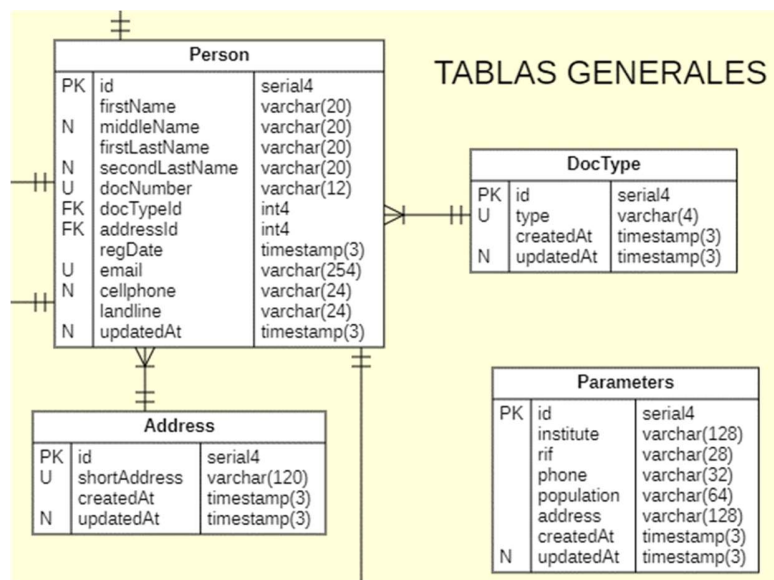 Person
PK id serial4
firstName varchar(20)
N middleName varchar(20)
firstLastName varchar(20)
N secondLastName varchar(20)
U docNumber varchar(12)
FK docTypeId int4
FK addressId int4
regDate timestamp(3)
U email varchar(254)
N cellphone varchar(24)
landline varchar(24)
N updatedAt timestamp(3)
TABLAS GENERALES
DocType
PK id serial4
U type varchar(4)
createdAt timestamp(3)
N updatedAt timestamp(3)
Address
PK id serial4
U shortAddress varchar(120)
createdAt timestamp(3)
N updatedAt timestamp(3)
Parameters
PK id serial4
institute varchar(128)
rif varchar(28)
phone varchar(32)
population varchar(64)
address varchar(128)
createdAt timestamp(3)
N updatedAt timestamp(3)